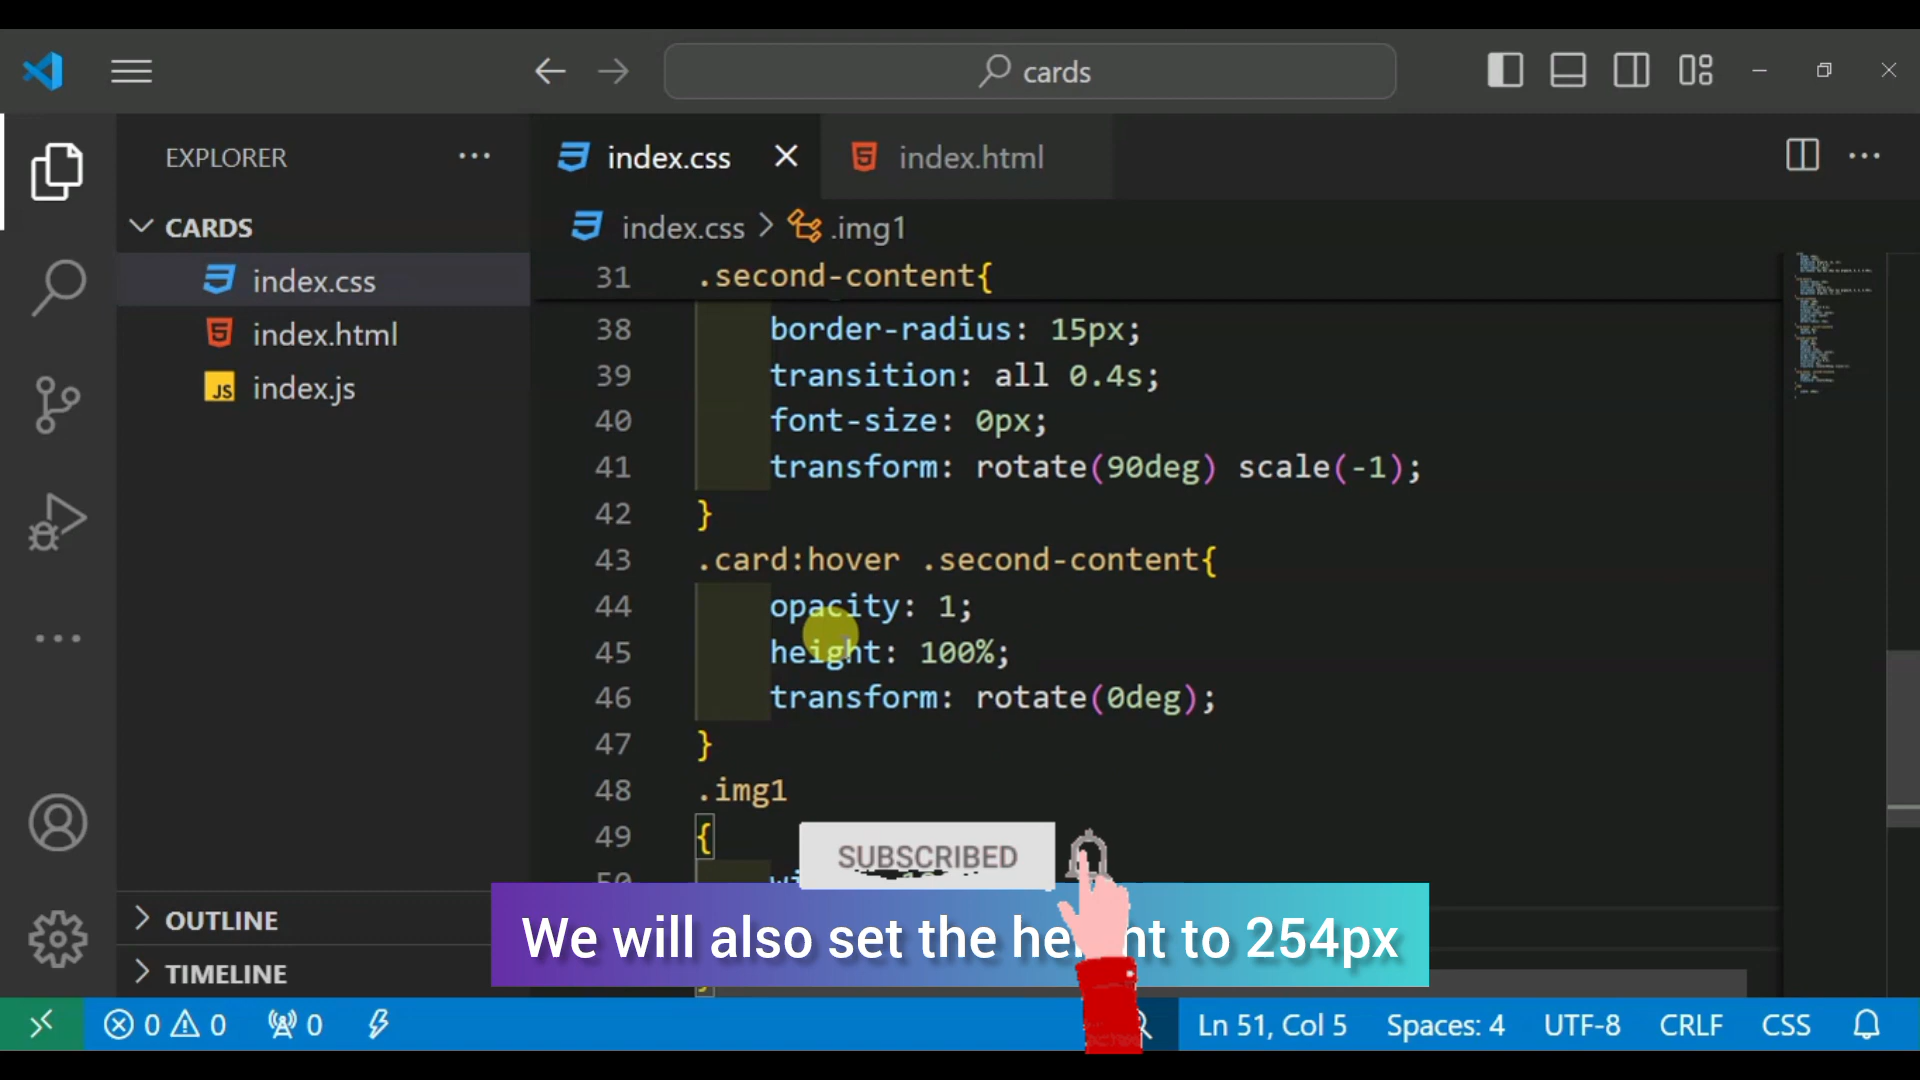 cards
EXPLORER
index.css
index.html
CARDS
index.css > .img1
index.css
index.html
JS index.js
31 .second-content{
38 border-radius: 15px;
39 transition: all 0.4s;
40 font-size: 0px;
41 transform: rotate(90deg) scale(-1);
42 }
43 .card:hover .second-content{
44 opacity: 1;
45 height: 100%;
46 transform: rotate(0deg);
47 }
48 .img1
49 {
50
SUBSCRIBED
We will also set the height to 254px
OUTLINE
TIMELINE
0 0 0
Ln 51, Col 5 Spaces: 4 UTF-8 CRLF CSS